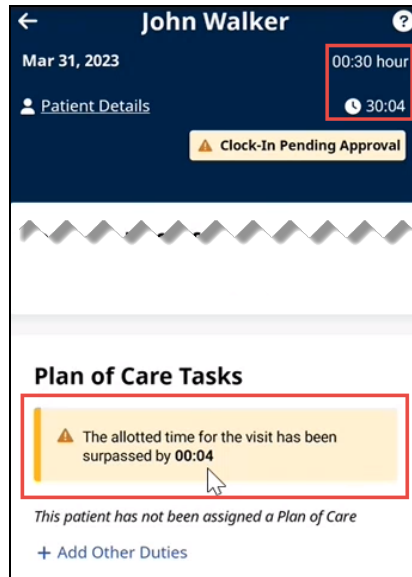 John Walker
?
Mar 31, 2023 00:30 hour
Patient Details 30:04
Clock-In Pending Approval
Plan of Care Tasks
The allotted time for the visit has been
surpassed by 00:04
This patient has not been assigned a Plan of Care
+ Add Other Duties